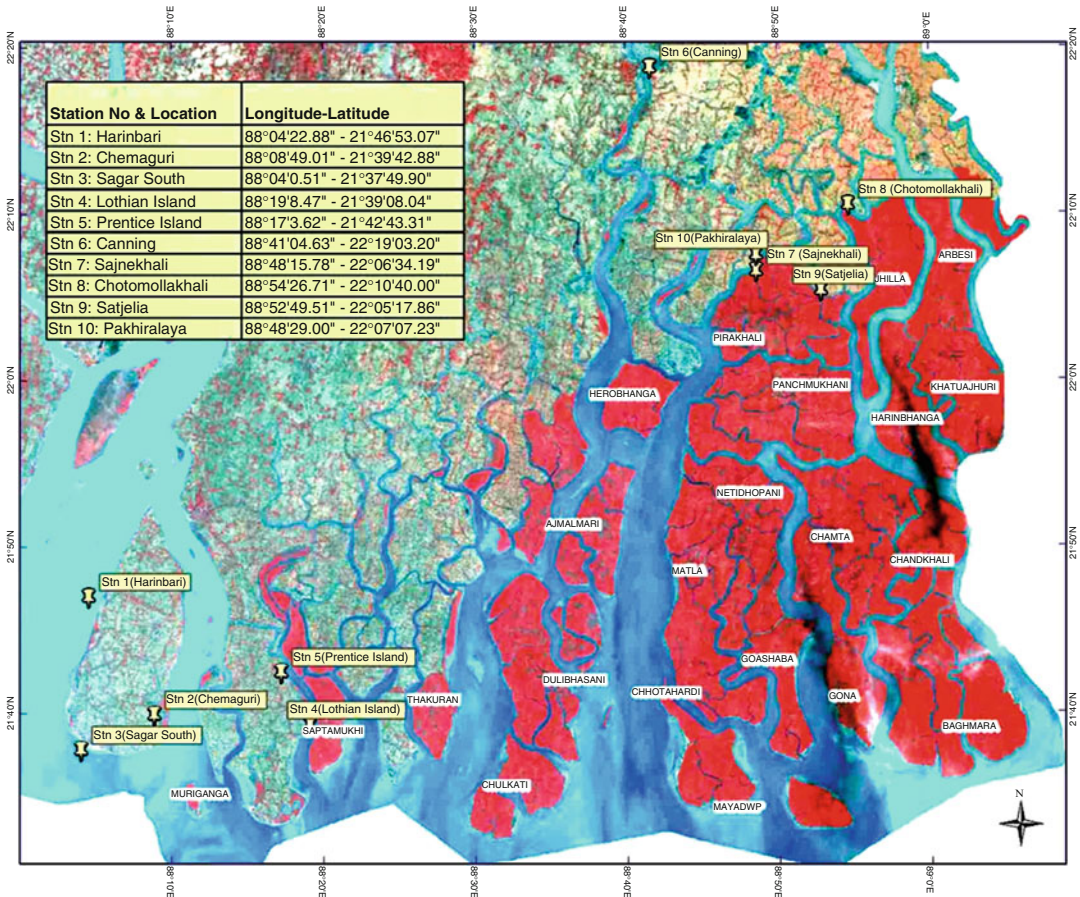 88°10'E 88°20'E 88°30'E 88°40'E 88°50'E 89°0'E
22°20'N 22°20'N
Stn 6(Canning)
Station No & Location Longitude-Latitude
Stn 1: Harinbari 88°04'22.88" - 21°46'53.07"
Stn 2: Chemaguri 88°08'49.01" - 21°39'42.88"
Stn 3: Sagar South 88°04'0.51" - 21°37'49.90"
Stn 4: Lothian Island 88°19'8.47" - 21°39'08.04"
Stn 5: Prentice Island 88°17'3.62" - 21°42'43.31"
Stn 6: Canning 88°41'04.63" - 22°19'03.20"
Stn 7: Sajnekhali 88°48'15.78" - 22°06'34.19"
Stn 8: Chotomollakhali 88°54'26.71" - 22°10'40.00"
Stn 9: Satjelia 88°52'49.51" - 22°05'17.86"
Stn 10: Pakhiralaya 88°48'29.00" - 22°07'07.23"
Stn 8 (Chotomollakhali)
22°10'N 22°10'N
Stn 10(Pakhiralaya)
Stn 7 (Sajnekhali)
ARBESI
Stn 9(Satjelia)
JHILLA
PIRAKHALI
22°0'N 22°0'N
PANCHMUKHANI
KHATUAJHURI
HEROBHANGA
HARINBHANGA
NETIDHOPANI
AJMALMARI
CHAMTA
21°50'N 21°50'N
CHANDKHALI
MATLA
Stn 1(Harinbari)
Stn 5(Prentice Island)
GOASHABA
DULIBHASANI
CHHOTAHARDI
GONA
Stn 2(Chemaguri)
THAKURAN
Stn 4(Lothian Island)
21°40'N 21°40'N
BAGHMARA
SAPTAMUKHI
Stn 3(Sagar South)
CHULKATI
MURIGANGA
N
MAYADWP
88°10'E 88°20'E 88°30'E 88°40'E 88°50'E 89°0'E